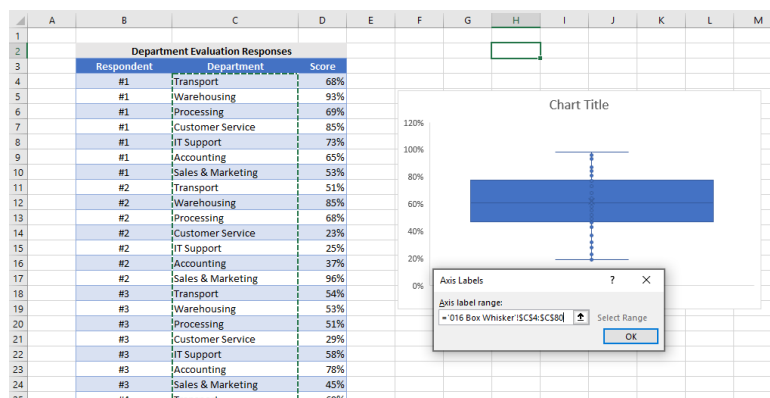 A B C D E F G H I J K L M
1
2 Department Evaluation Responses
3 Respondent Department Score
4 #1 Transport 68%
5 #1 Warehousing 93%
6 #1 Processing 69%
7 #1 Customer Service 85%
8 #1 IT Support 73%
9 #1 Accounting 65%
10 #1 Sales & Marketing 53%
11 #2 Transport 51%
12 #2 Warehousing 85%
13 #2 Processing 68%
14 #2 Customer Service 23%
15 #2 IT Support 25%
16 #2 Accounting 37%
17 #2 Sales & Marketing 96%
18 #3 Transport 54%
19 #3 Warehousing 53%
20 #3 Processing 51%
21 #3 Customer Service 29%
22 #3 IT Support 58%
23 #3 Accounting 78%
24 #3 Sales & Marketing 45%
Chart Title
120%
100%
80%
60%
40%
20%
0%
Axis Labels ? X
Axis label range:
='016 Box Whisker'!$C$4:$C$80 Select Range
OK